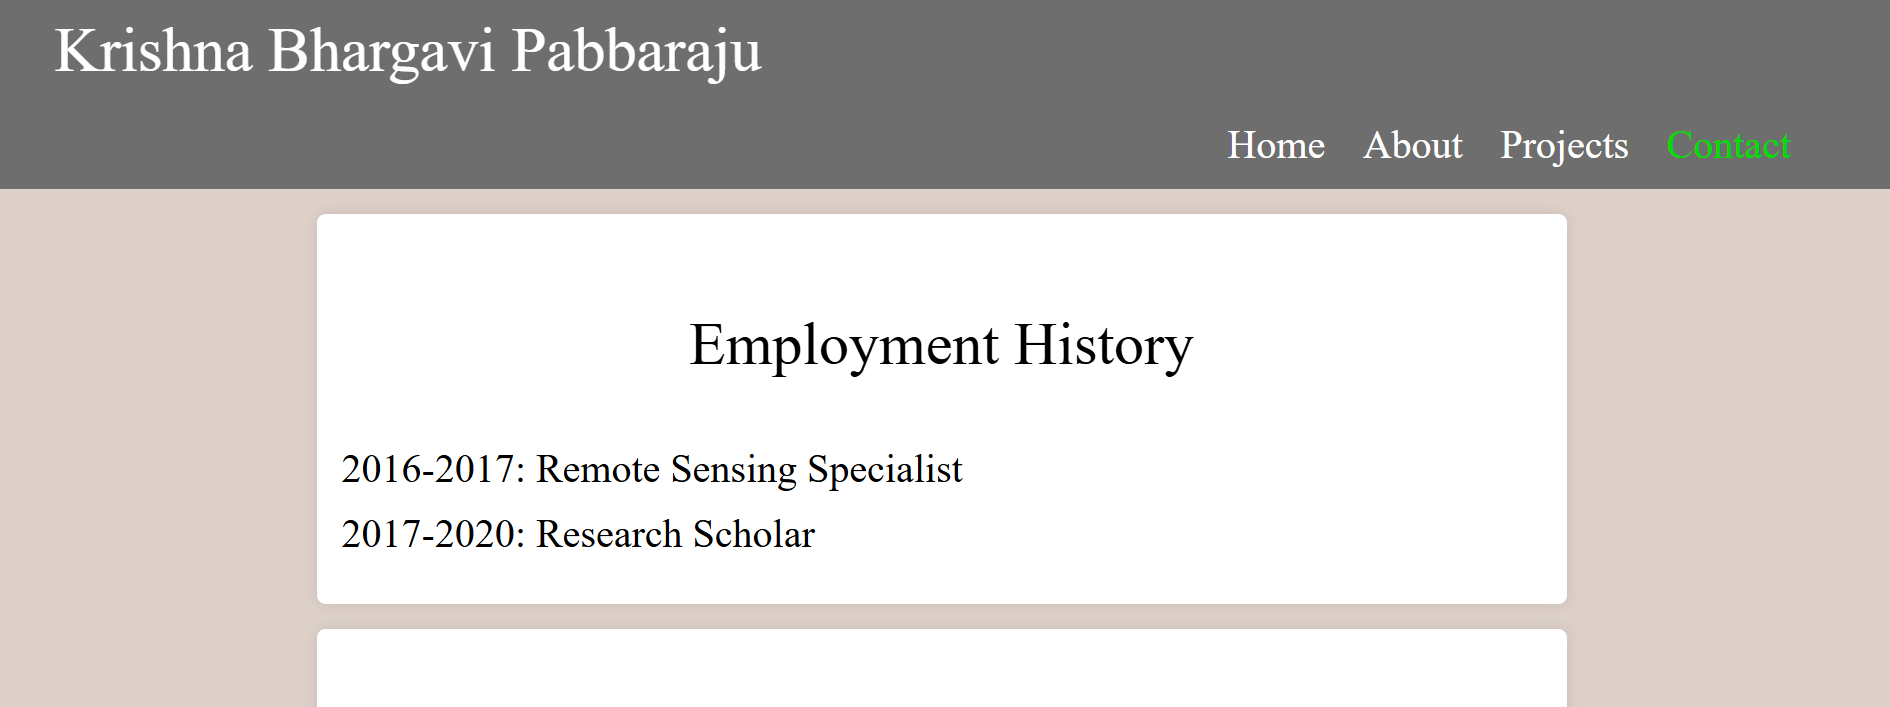 Krishna Bhargavi Pabbaraju
Home About Projects Contact
Employment History
2016-2017: Remote Sensing Specialist
2017-2020: Research Scholar